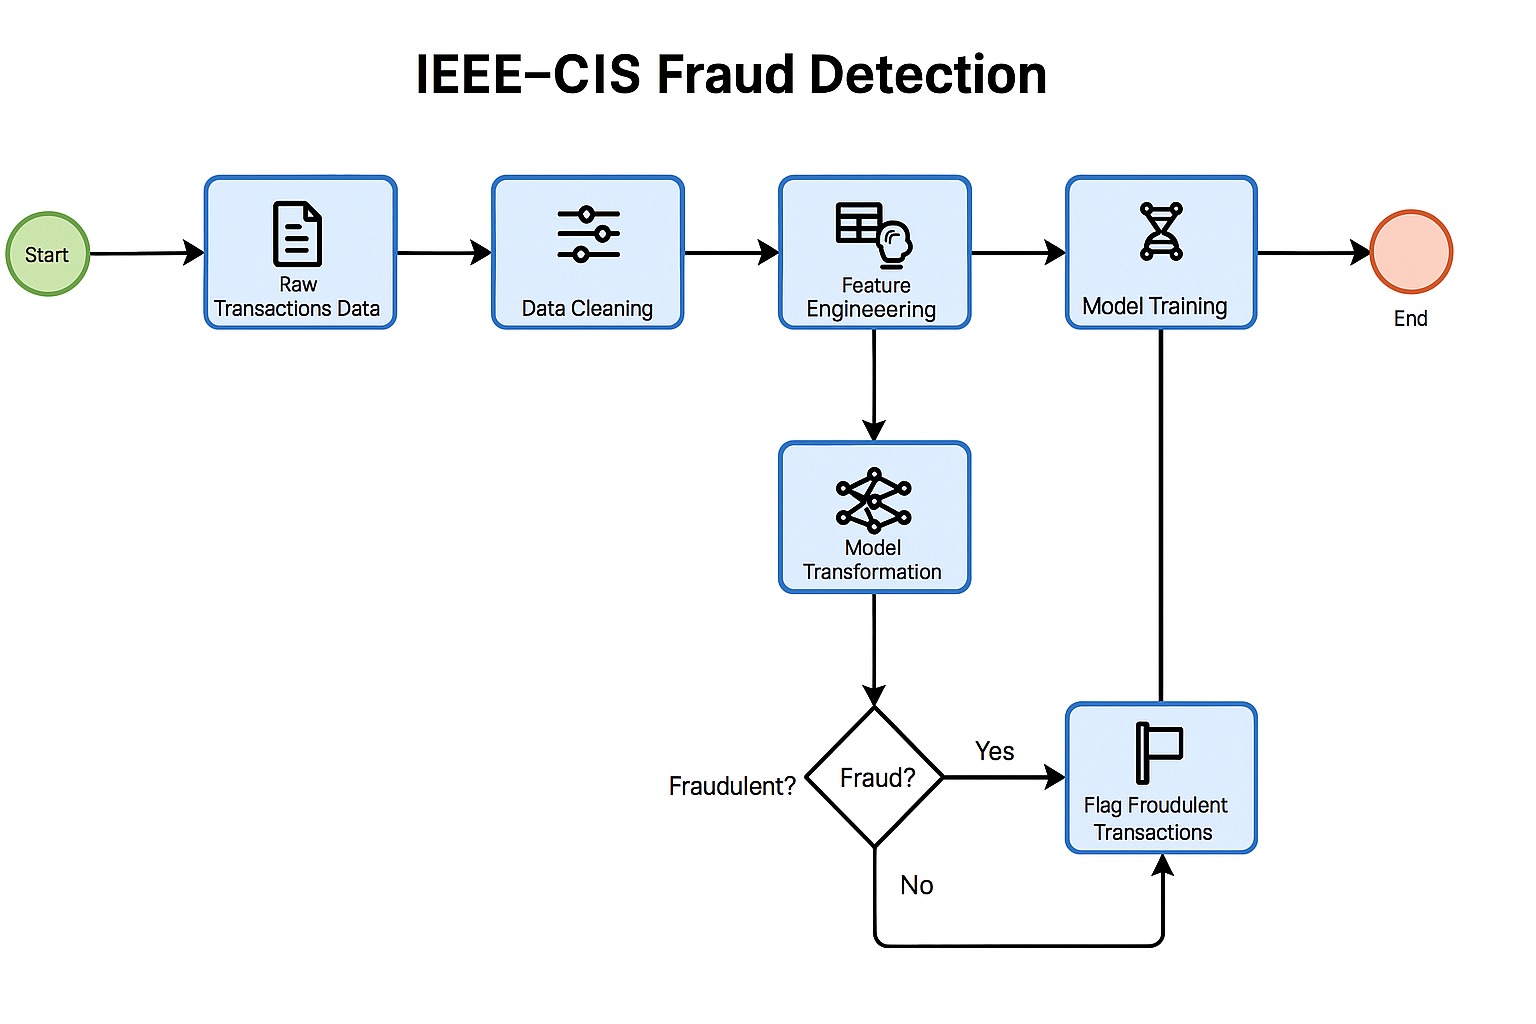 IEEE–CIS Fraud Detection
Start
Raw
Transactions Data
Data Cleaning
Feature
Engineeering
Model Training
End
Model
Transformation
Fraudulent?
Fraud?
Yes
No
Flag Froudulent
Transactions